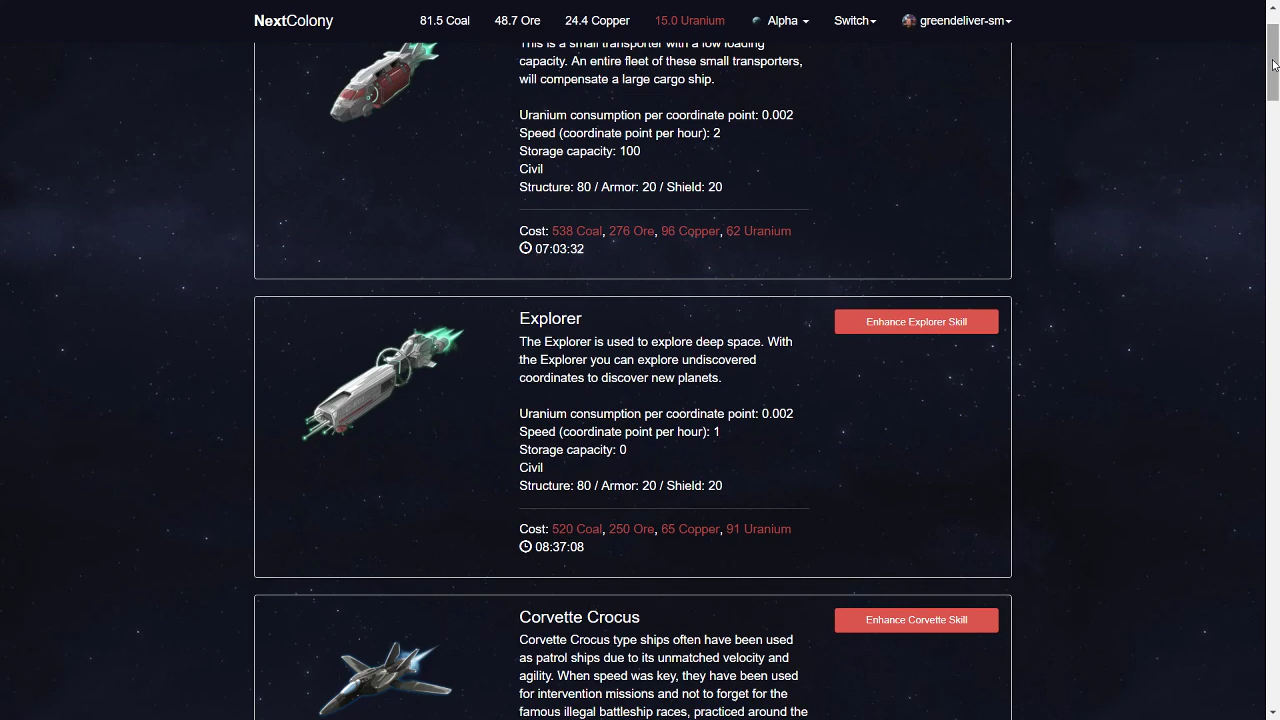 NextColony 81.5 Coal 48.7 Ore 24.4 Copper 15.0 Uranium Alpha Switch greendeliver-sm
This is a small transporter with a low loading
capacity. An entire fleet of these small transporters,
will compensate a large cargo ship.
Uranium consumption per coordinate point: 0.002
Speed (coordinate point per hour): 2
Storage capacity: 100
Civil
Structure: 80 / Armor: 20 / Shield: 20
Cost: 538 Coal, 276 Ore, 96 Copper, 62 Uranium
07:03:32
Explorer
Enhance Explorer Skill
The Explorer is used to explore deep space. With
the Explorer you can explore undiscovered
coordinates to discover new planets.
Uranium consumption per coordinate point: 0.002
Speed (coordinate point per hour): 1
Storage capacity: 0
Civil
Structure: 80 / Armor: 20 / Shield: 20
Cost: 520 Coal, 250 Ore, 65 Copper, 91 Uranium
08:37:08
Corvette Crocus
Enhance Corvette Skill
Corvette Crocus type ships often have been used
as patrol ships due to its unmatched velocity and
agility. When speed was key, they have been used
for intervention missions and not to forget for the
famous illegal battleship races, practiced around the